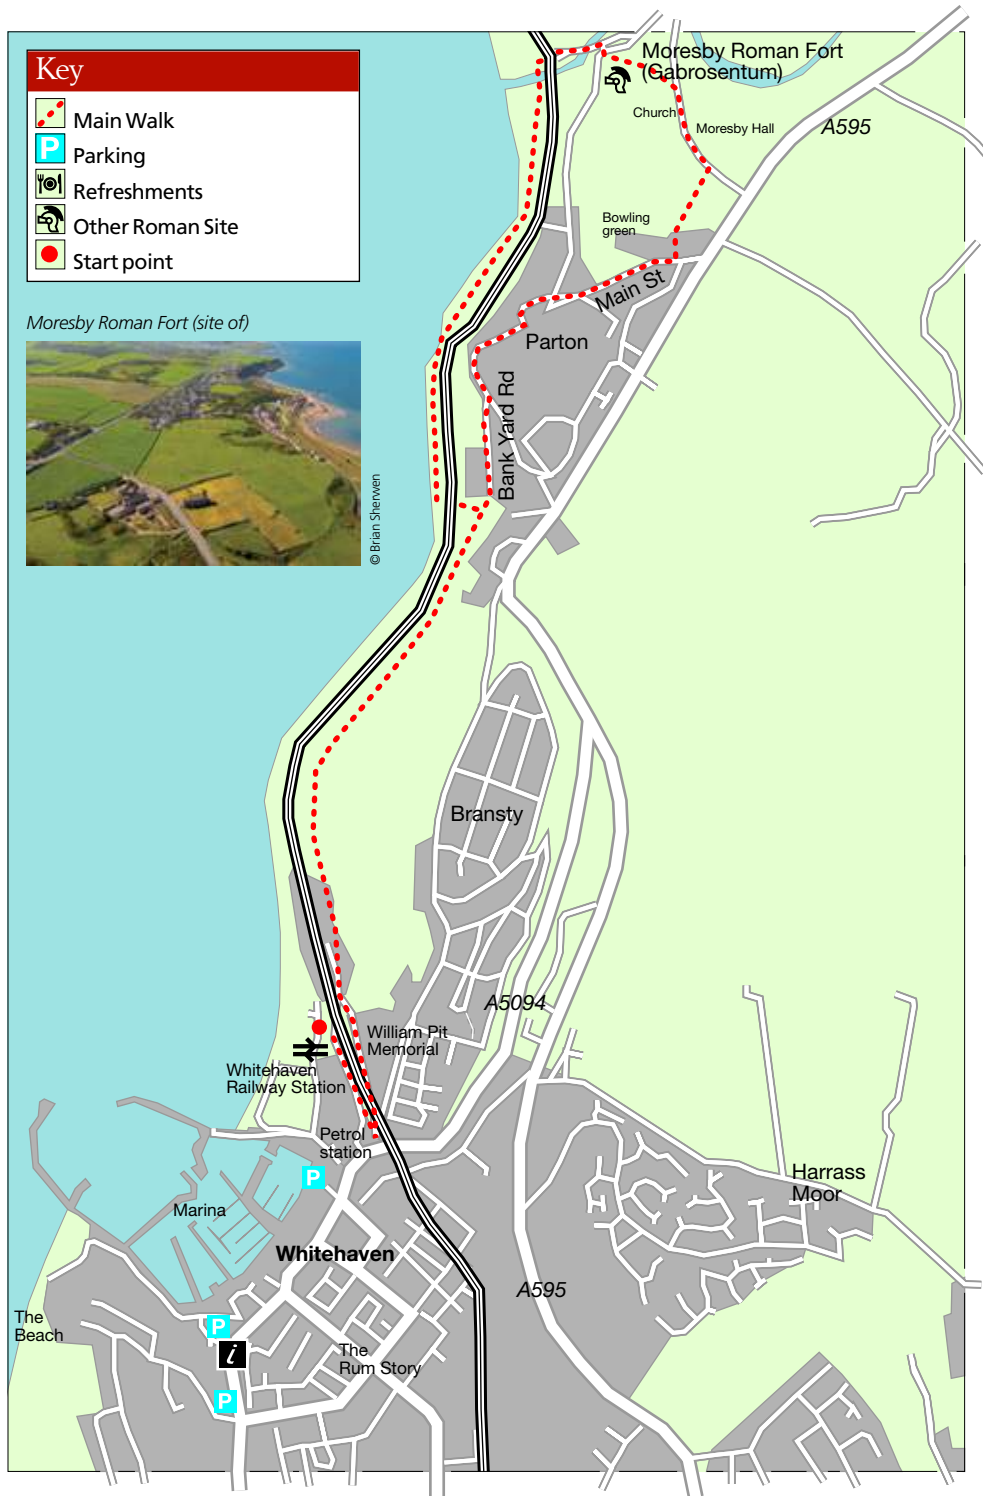 Key
Main Walk
P
Parking
Refreshments
Other Roman Site
Start point
Moresby Roman Fort (site of)
© Brian Sherwen
Moresby Roman Fort
(Gabrosentum)
Church
Moresby Hall
A595
Bowling
green
Main St
Parton
Bank Yard Rd
Bransty
A5094
William Pit
Memorial
Whitehaven
Railway Station
Petrol
station
P
Marina
Harrass
Moor
Whitehaven
A595
The
Beach
P
i
The
Rum Story
P